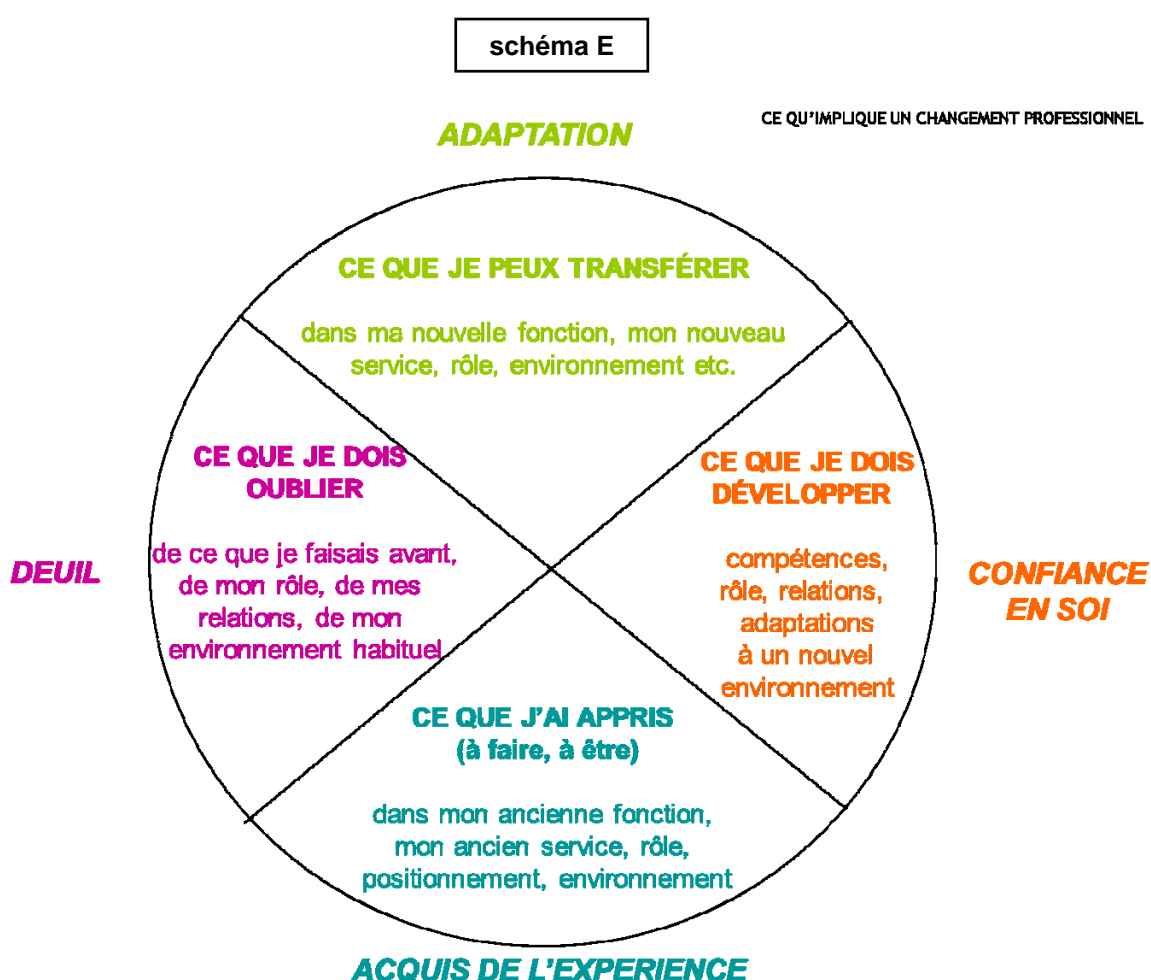 schéma E
CE QU'IMPLIQUE UN CHANGEMENT PROFESSIONNEL
ADAPTATION
CE QUE JE PEUX TRANSFÉRER
dans ma nouvelle fonction, mon nouveau
service, rôle, environnement etc.
CE QUE JE DOIS
OUBLIER
de ce que je faisais avant,
de mon rôle, de mes
relations, de mon
environnement habituel
DEUIL
CE QUE JE DOIS
DÉVELOPPER
compétences,
rôle, relations,
adaptations
à un nouvel
environnement
CONFIANCE
EN SOI
CE QUE J'AI APPRIS
(à faire, à être)
dans mon ancienne fonction,
mon ancien service, rôle,
positionnement, environnement
ACQUIS DE L'EXPERIENCE